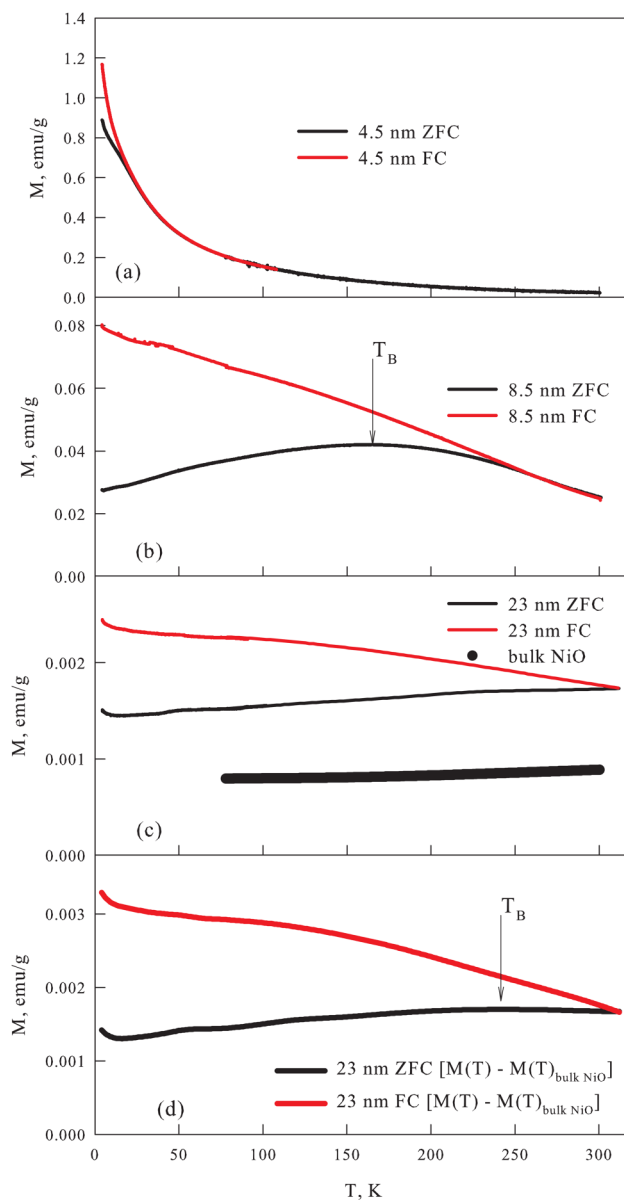 1.4
1.2
1.0
0.8
0.6
0.4
0.2
0.0
M, emu/g
4.5 nm ZFC
4.5 nm FC
(a)
0.08
0.06
0.04
0.02
0.00
M, emu/g
T_B
8.5 nm ZFC
8.5 nm FC
(b)
0.002
0.001
0.000
M, emu/g
23 nm ZFC
23 nm FC
bulk NiO
(c)
0.003
0.002
0.001
0.000
M, emu/g
T_B
23 nm ZFC [M(T) - M(T)_bulk NiO]
23 nm FC [M(T) - M(T)_bulk NiO]
(d)
0 50 100 150 200 250 300
T, K